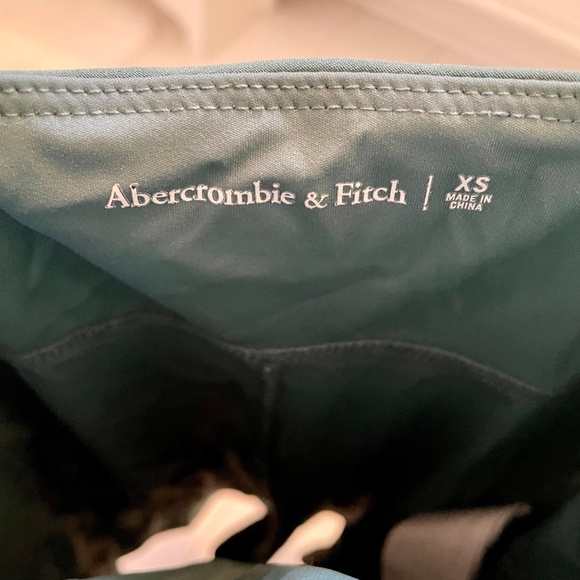 Abercrombie & Fitch | XS
MADE IN
CHINA